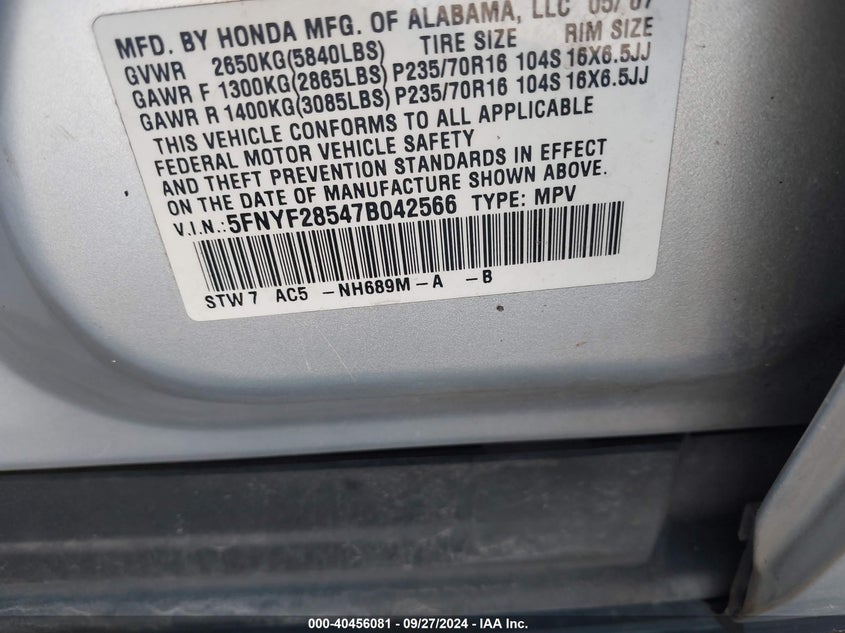 MFD. BY HONDA MFG. OF ALABAMA, LLC 05/07
GVWR 2650KG(5840LBS) TIRE SIZE RIM SIZE
GAWR F 1300KG(2865LBS) P235/70R16 104S 16X6.5JJ
GAWR R 1400KG(3085LBS) P235/70R16 104S 16X6.5JJ
THIS VEHICLE CONFORMS TO ALL APPLICABLE
FEDERAL MOTOR VEHICLE SAFETY
AND THEFT PREVENTION STANDARDS IN EFFECT
ON THE DATE OF MANUFACTURE SHOWN ABOVE.
V.I.N.:5FNYF28547B042566 TYPE: MPV
STW7 AC5 -NH689M-A -B
000-40456081 - 09/27/2024 - IAA Inc.